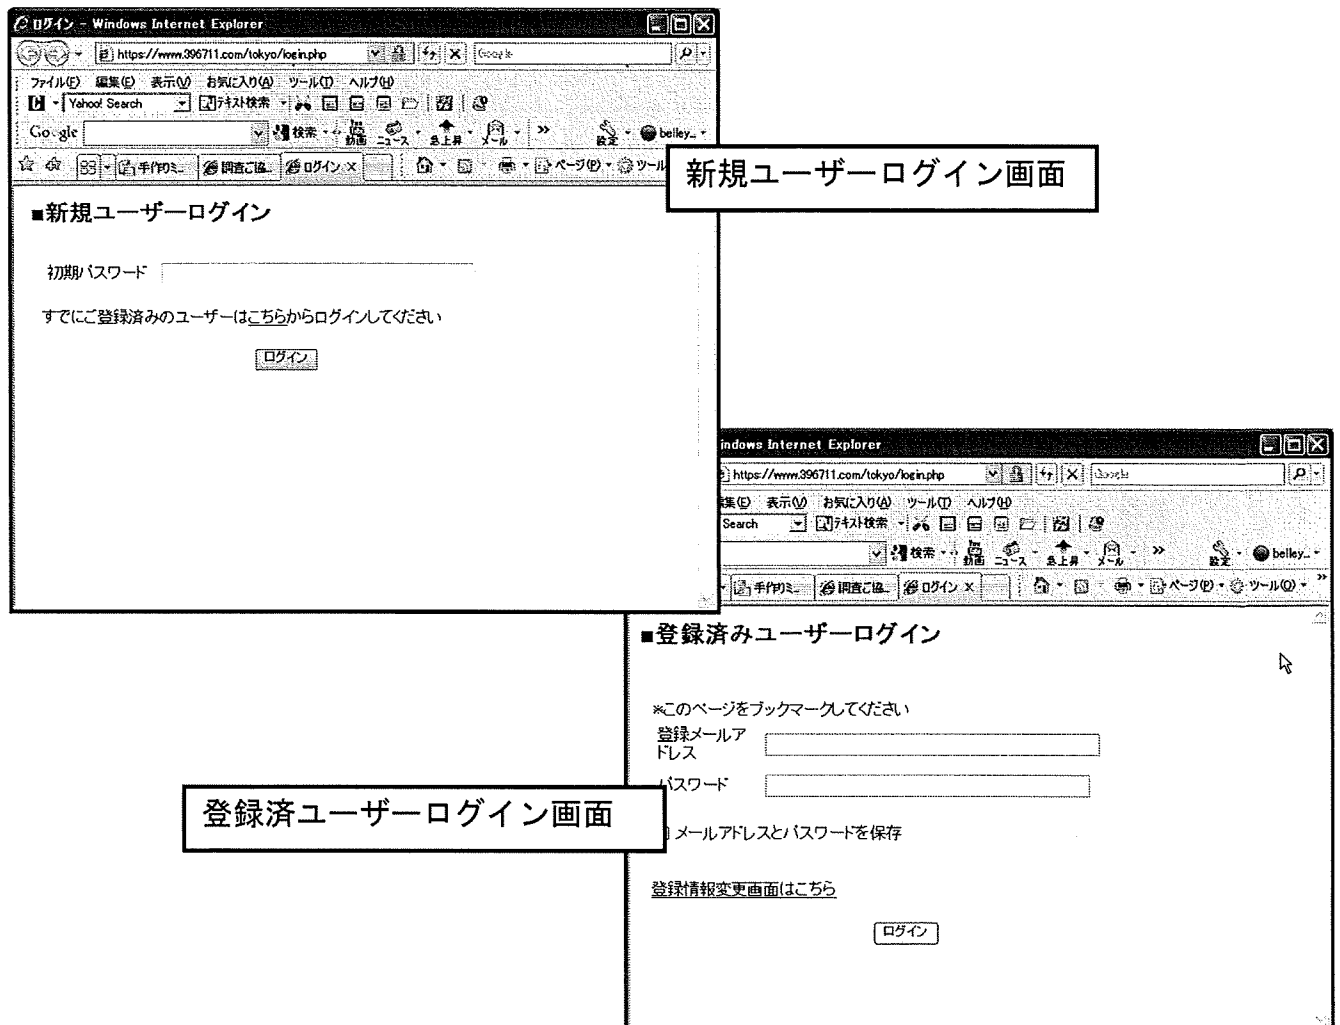 ログイン - Windows Internet Explorer
https://www.396711.com/tokyo/login.php
Google
ファイル(F) 編集(E) 表示(V) お気に入り(A) ツール(T) ヘルプ(H)
Yahoo! Search テキスト検索
Google 検索 動画 ニュース 急上昇 メール » 設定 belley...
手作りミ... 調査ご協... ログイン ページ(P) ツール
新規ユーザーログイン画面
■新規ユーザーログイン
初期パスワード
すでにご登録済みのユーザーはこちらからログインしてください
ログイン
indows Internet Explorer
https://www.396711.com/tokyo/login.php
Google
集(E) 表示(V) お気に入り(A) ツール(T) ヘルプ(H)
Search テキスト検索
検索 動画 ニュース 急上昇 メール » 設定 belley...
手作りミ... 調査ご協... ログイン ページ(P) ツール(O) »
■登録済みユーザーログイン
※このページをブックマークしてください
登録メールア
ドレス
パスワード
登録済ユーザーログイン画面
メールアドレスとパスワードを保存
登録情報変更画面はこちら
ログイン